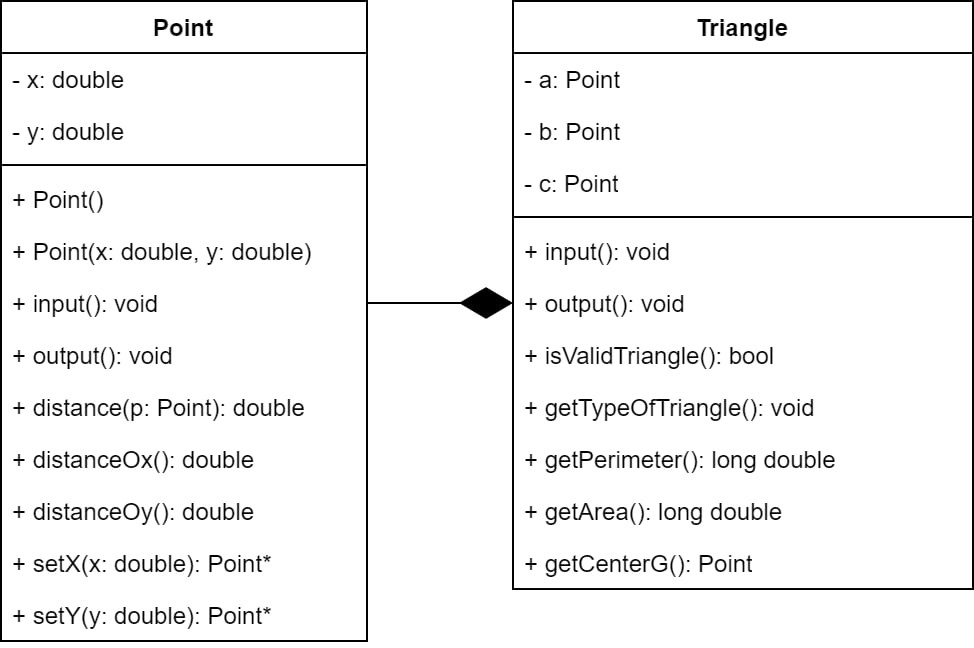 Point
- x: double
- y: double
+ Point()
+ Point(x: double, y: double)
+ input(): void
+ output(): void
+ distance(p: Point): double
+ distanceOx(): double
+ distanceOy(): double
+ setX(x: double): Point*
+ setY(y: double): Point*
Triangle
- a: Point
- b: Point
- c: Point
+ input(): void
+ output(): void
+ isValidTriangle(): bool
+ getTypeOfTriangle(): void
+ getPerimeter(): long double
+ getArea(): long double
+ getCenterG(): Point